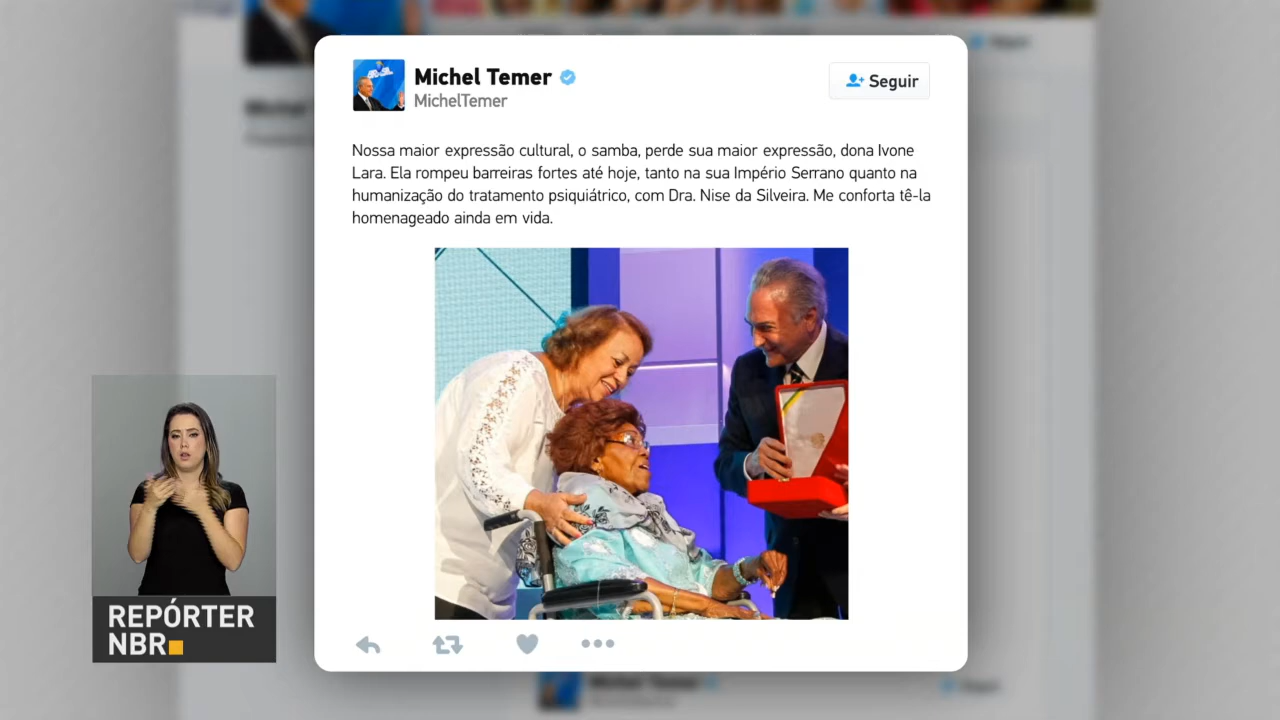 Michel Temer
MichelTemer
Seguir
Nossa maior expressão cultural, o samba, perde sua maior expressão, dona Ivone
Lara. Ela rompeu barreiras fortes até hoje, tanto na sua Império Serrano quanto na
humanização do tratamento psiquiátrico, com Dra. Nise da Silveira. Me conforta tê-la
homenageado ainda em vida.
REPÓRTER
NBR